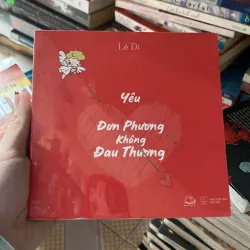 Lê Di
Yêu
Đơn Phương
Không
Đau Thương